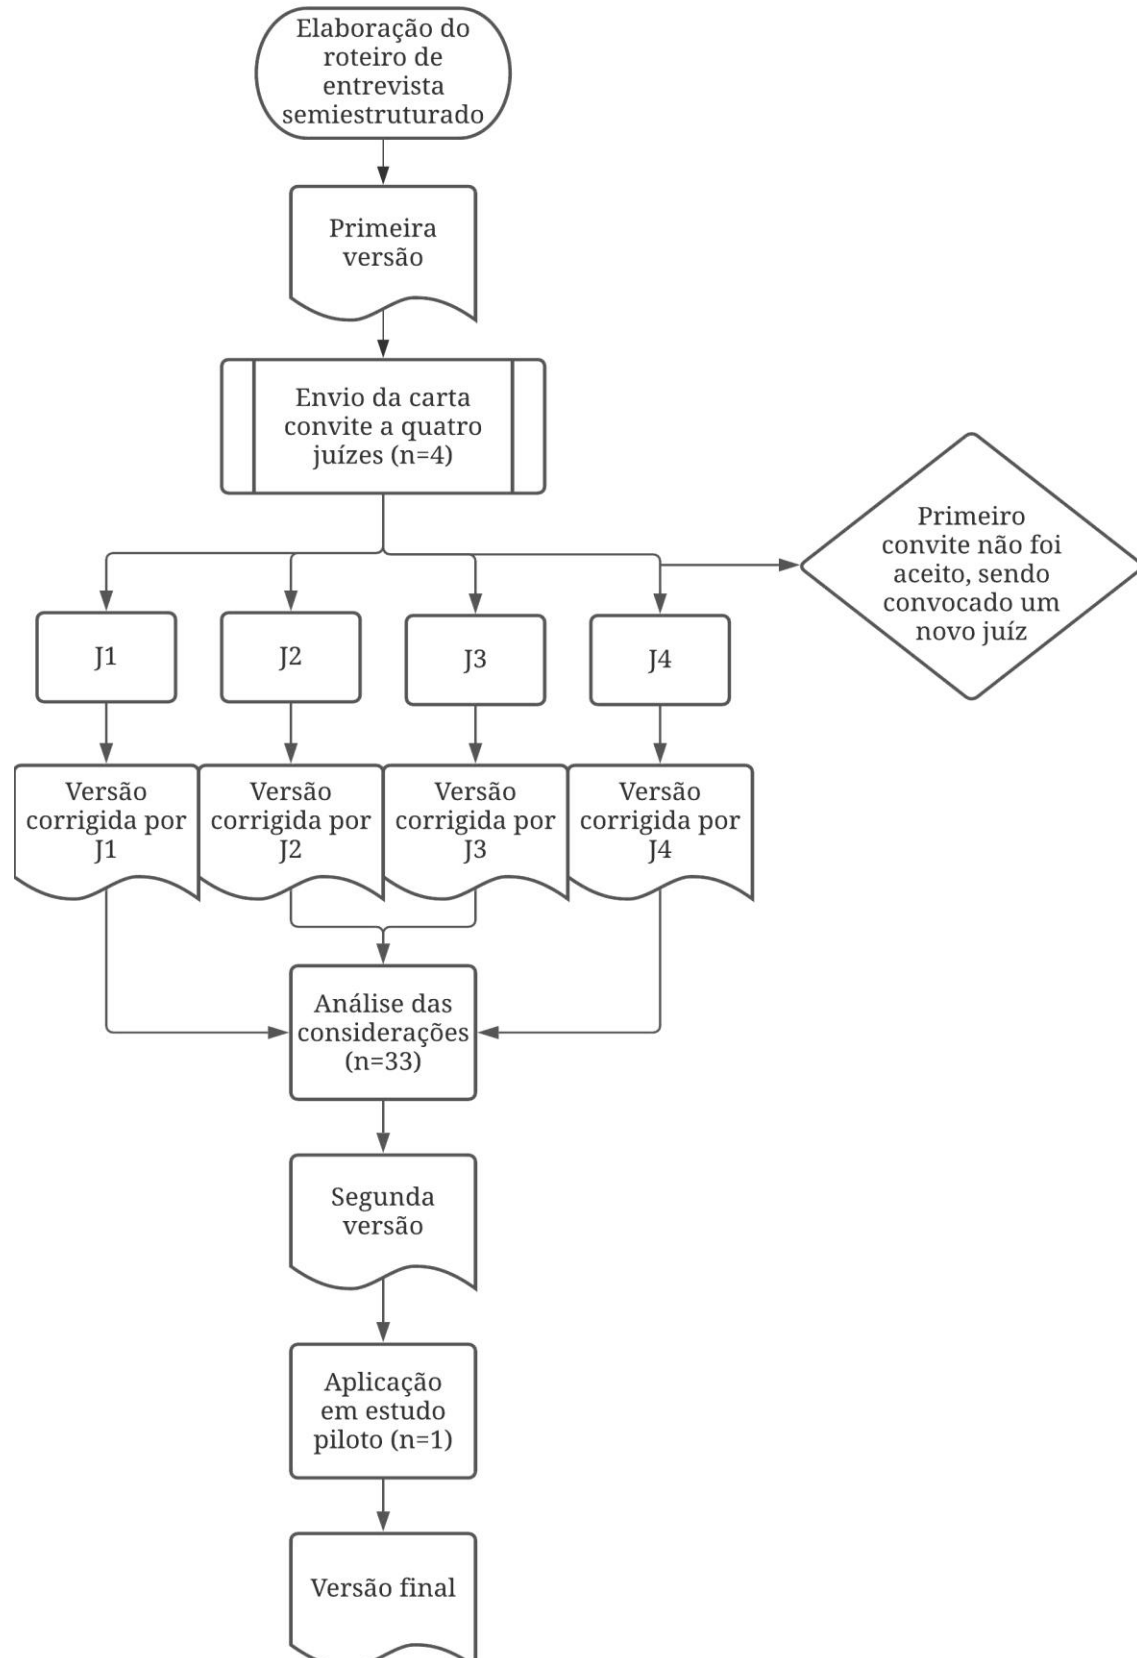 Elaboração do
roteiro de
entrevista
semiestruturado
Primeira
versão
Envio da carta
convite a quatro
juízes (n=4)
Primeiro
convite não foi
aceito, sendo
convocado um
novo juíz
J1
J2
J3
J4
Versão
corrigida por
J1
Versão
corrigida por
J2
Versão
corrigida por
J3
Versão
corrigida por
J4
Análise das
considerações
(n=33)
Segunda
versão
Aplicação
em estudo
piloto (n=1)
Versão final